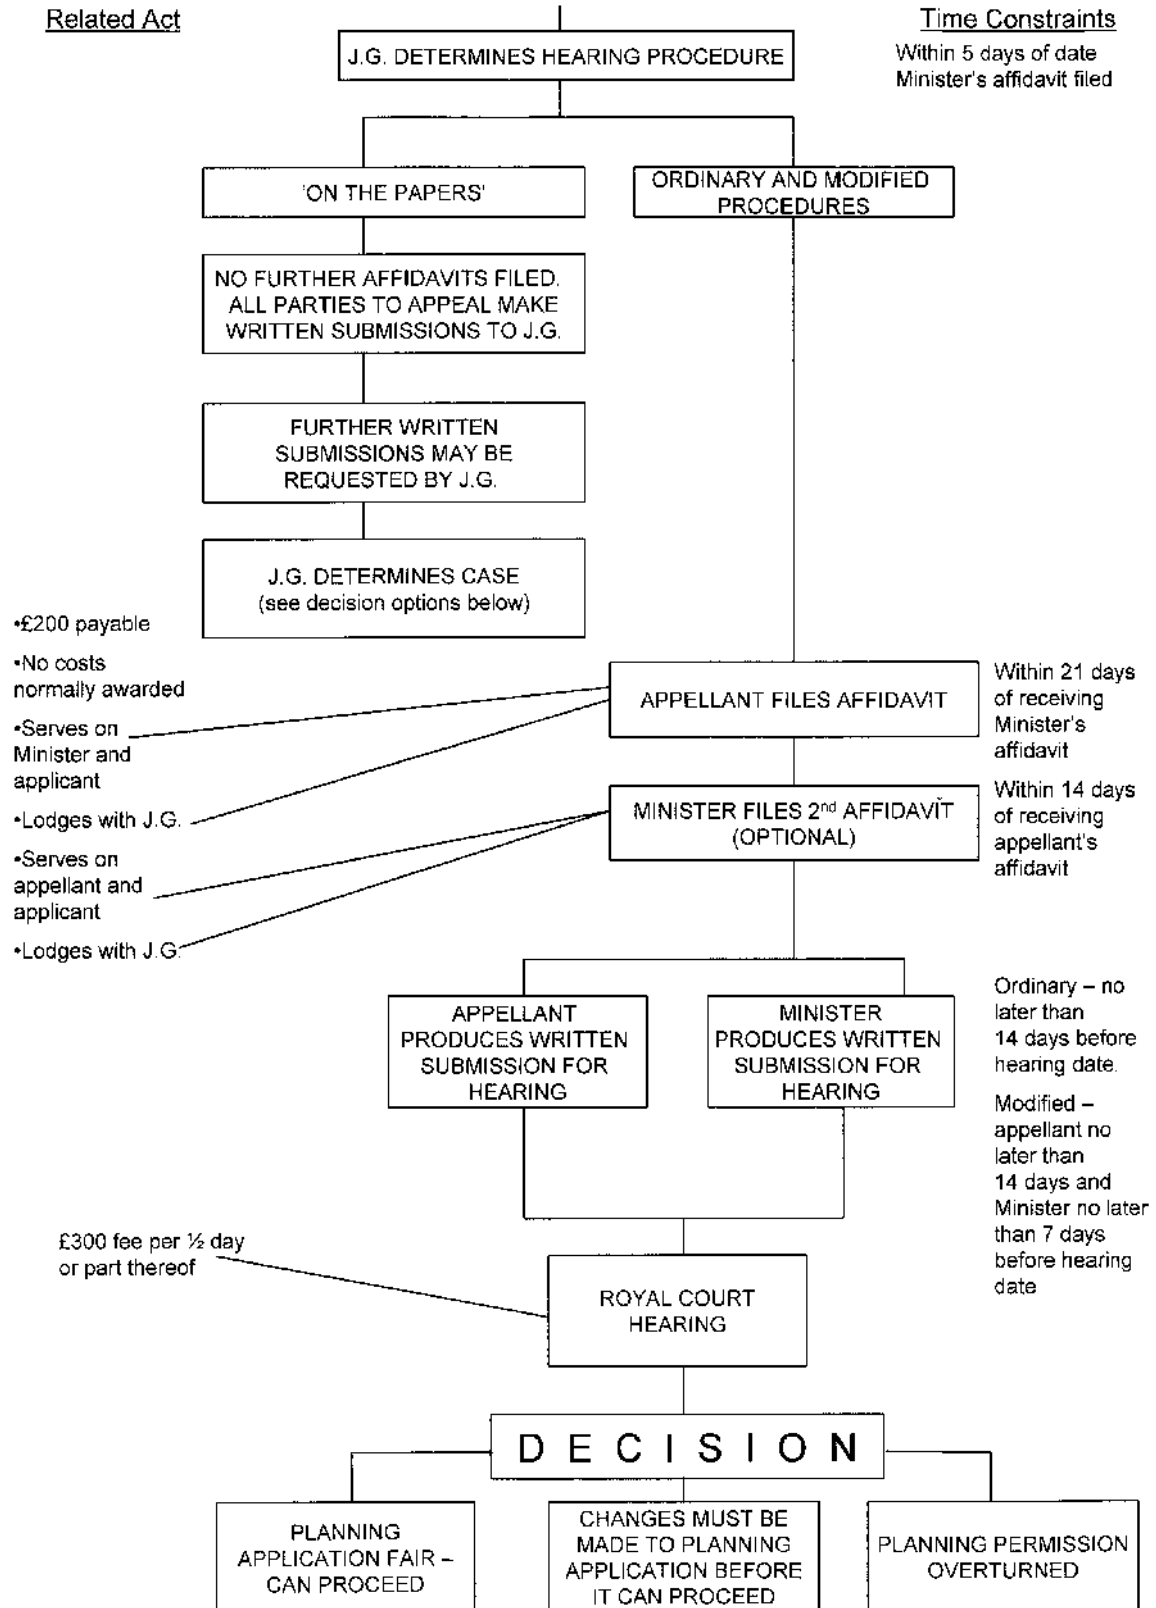 Related Act
Time Constraints
J.G. DETERMINES HEARING PROCEDURE
Within 5 days of date
Minister's affidavit filed
'ON THE PAPERS'
ORDINARY AND MODIFIED
PROCEDURES
NO FURTHER AFFIDAVITS FILED.
ALL PARTIES TO APPEAL MAKE
WRITTEN SUBMISSIONS TO J.G.
FURTHER WRITTEN
SUBMISSIONS MAY BE
REQUESTED BY J.G.
J.G. DETERMINES CASE
(see decision options below)
•£200 payable
•No costs
normally awarded
•Serves on
Minister and
applicant
•Lodges with J.G.
APPELLANT FILES AFFIDAVIT
Within 21 days
of receiving
Minister's
affidavit
MINISTER FILES 2nd AFFIDAVIT
(OPTIONAL)
Within 14 days
of receiving
appellant's
affidavit
•Serves on
appellant and
applicant
•Lodges with J.G.
APPELLANT
PRODUCES WRITTEN
SUBMISSION FOR
HEARING
MINISTER
PRODUCES WRITTEN
SUBMISSION FOR
HEARING
Ordinary – no
later than
14 days before
hearing date.
Modified –
appellant no
later than
14 days and
Minister no later
than 7 days
before hearing
date
£300 fee per ½ day
or part thereof
ROYAL COURT
HEARING
DECISION
PLANNING
APPLICATION FAIR –
CAN PROCEED
CHANGES MUST BE
MADE TO PLANNING
APPLICATION BEFORE
IT CAN PROCEED
PLANNING PERMISSION
OVERTURNED